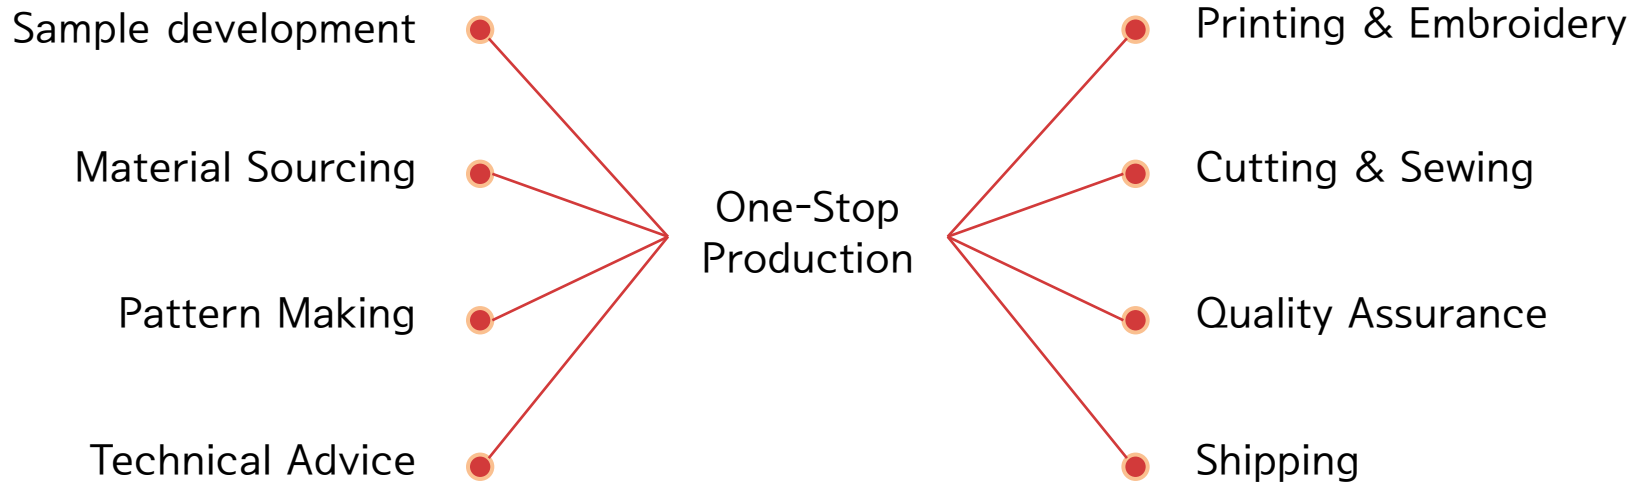 Sample development
Material Sourcing
Pattern Making
Technical Advice
One-Stop
Production
Printing & Embroidery
Cutting & Sewing
Quality Assurance
Shipping